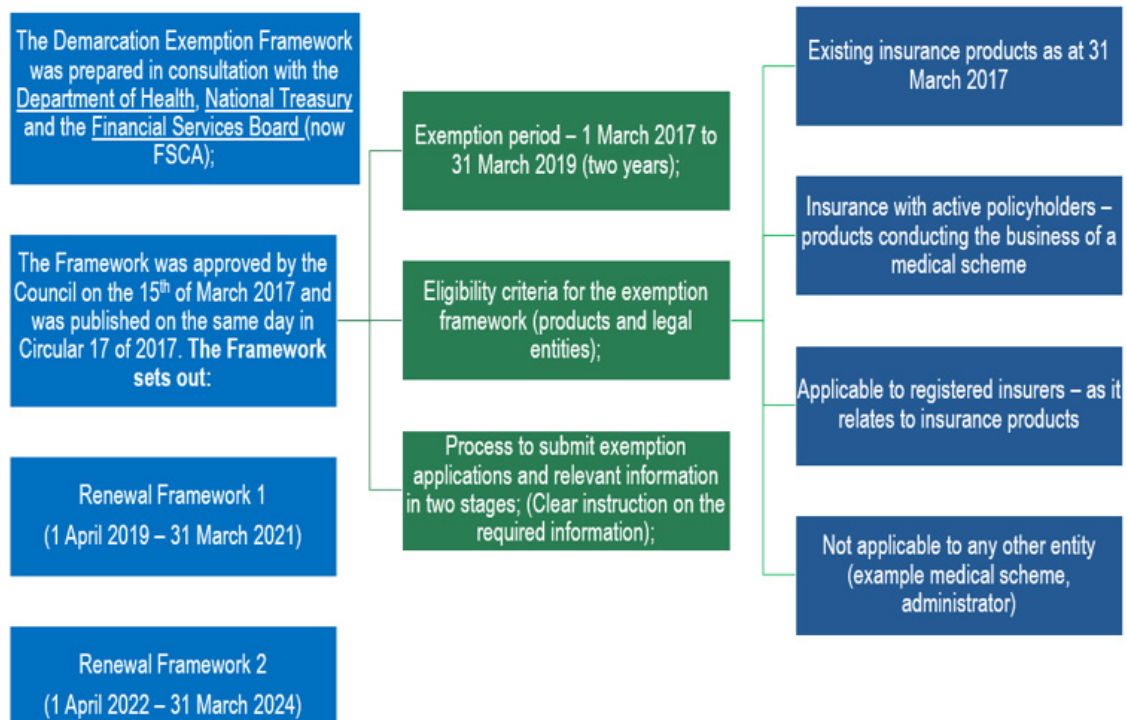 The Demarcation Exemption Framework
was prepared in consultation with the
Department of Health, National Treasury
and the Financial Services Board (now
FSCA);
The Framework was approved by the
Council on the 15th of March 2017 and
was published on the same day in
Circular 17 of 2017. The Framework
sets out:
Renewal Framework 1
(1 April 2019 – 31 March 2021)
Renewal Framework 2
(1 April 2022 – 31 March 2024)
Exemption period – 1 March 2017 to
31 March 2019 (two years);
Eligibility criteria for the exemption
framework (products and legal
entities);
Process to submit exemption
applications and relevant information
in two stages; (Clear instruction on the
required information);
Existing insurance products as at 31
March 2017
Insurance with active policyholders –
products conducting the business of a
medical scheme
Applicable to registered insurers – as it
relates to insurance products
Not applicable to any other entity
(example medical scheme,
administrator)